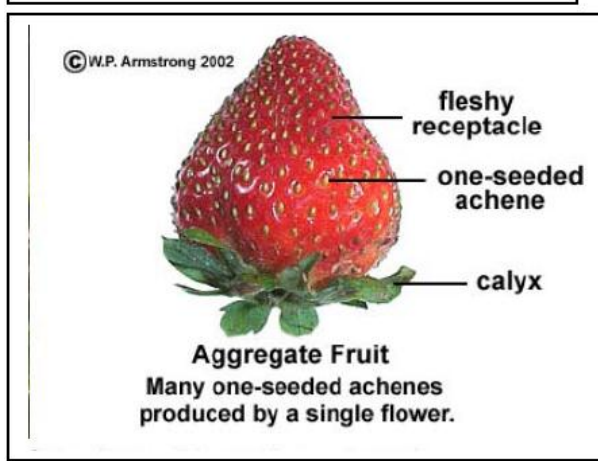 ©W.P. Armstrong 2002
fleshy
receptacle
one-seeded
achene
calyx
Aggregate Fruit
Many one-seeded achenes
produced by a single flower.